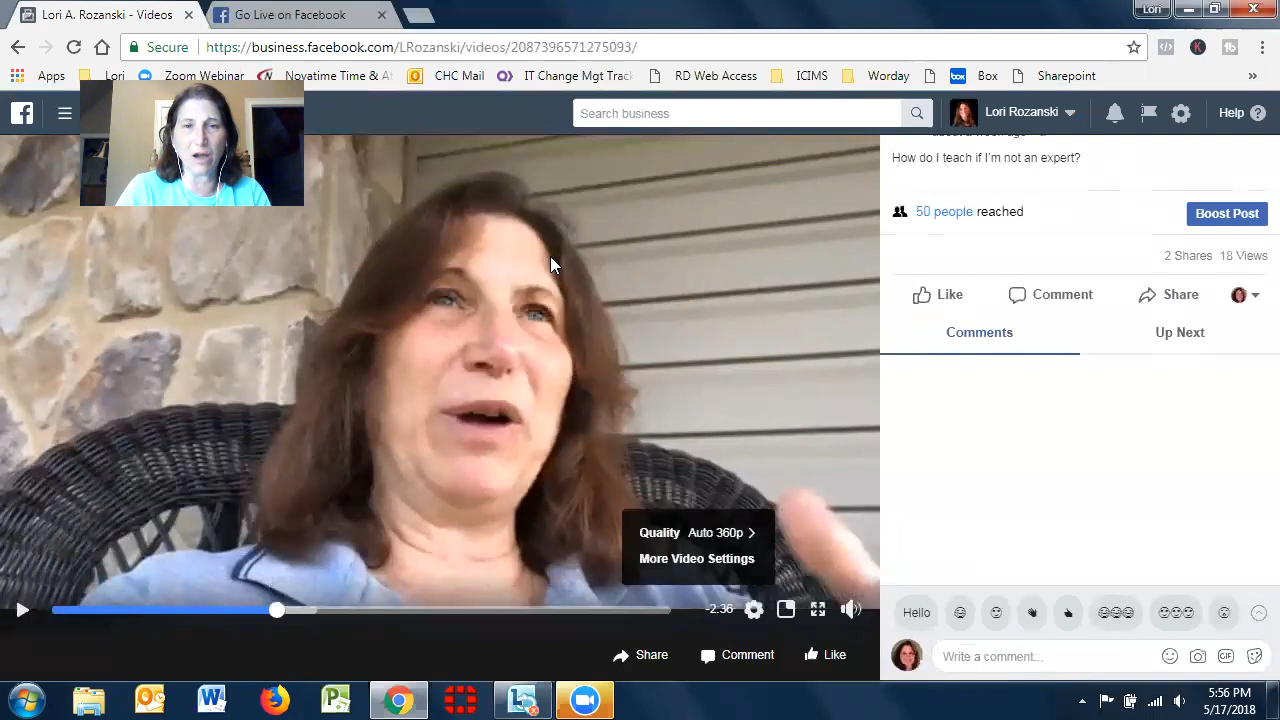 Lori A. Rozanski - Videos
Go Live on Facebook
Lori
Secure
https://business.facebook.com/LRozanski/videos/2087396571275093/
Apps
Lori
Zoom Webinar
Novatime Time & At
CHC Mail
IT Change Mgt Track
RD Web Access
ICIMS
Worday
Box
Sharepoint
Search business
Lori Rozanski
Help
How do I teach if I'm not an expert?
50 people reached
Boost Post
2 Shares 18 Views
Like
Comment
Share
Comments
Up Next
Quality Auto 360p
More Video Settings
-2:36
Share
Comment
Like
Hello
Write a comment...
GIF
5:56 PM
5/17/2018